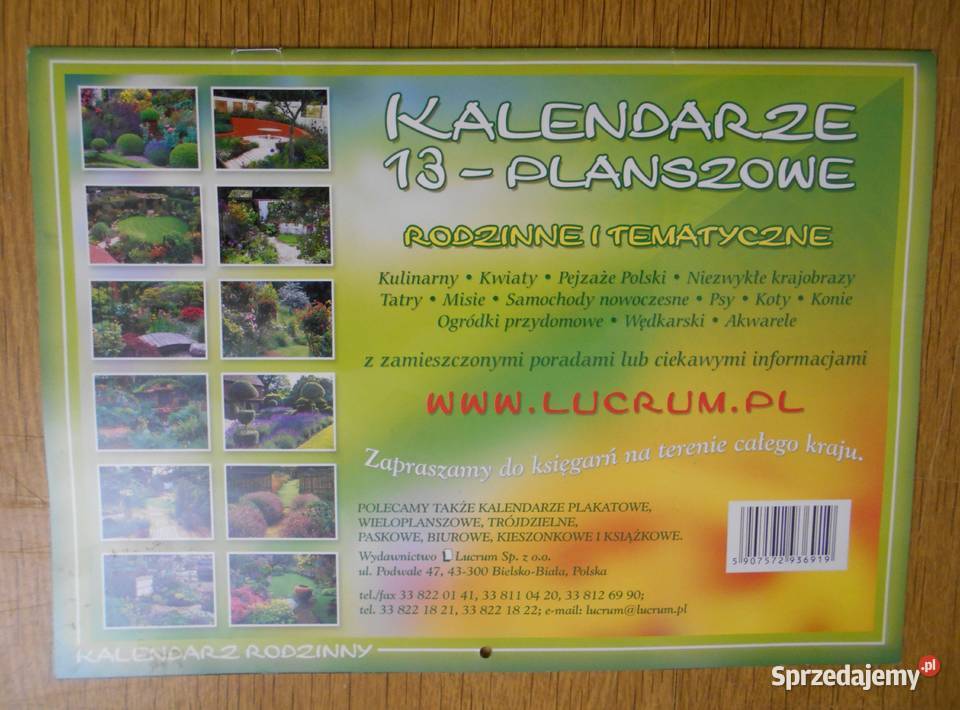 KALENDARZE
13 - PLANSZOWE
RODZINNE I TEMATYCZNE
Kulinarny • Kwiaty • Pejzaże Polski • Niezwykłe krajobrazy
Tatry • Misie • Samochody nowoczesne • Psy • Koty • Konie
Ogródki przydomowe • Wędkarski • Akwarele
z zamieszczonymi poradami lub ciekawymi informacjami
WWW.LUCRUM.PL
Zapraszamy do księgarń na terenie całego kraju.
POLECAMY TAKŻE KALENDARZE PLAKATOWE,
WIELOPLANSZOWE, TRÓJDZIELNE,
PASKOWE, BIUROWE, KIESZONKOWE I KSIĄŻKOWE.
Wydawnictwo Lucrum Sp. z o.o.
ul. Podwale 47, 43-300 Bielsko-Biała, Polska
tel./fax 33 822 01 41, 33 811 04 20, 33 812 69 90;
tel. 33 822 18 21, 33 822 18 22; e-mail: lucrum@lucrum.pl
5 907572 936919
KALENDARZ RODZINNY
Sprzedajemy.pl